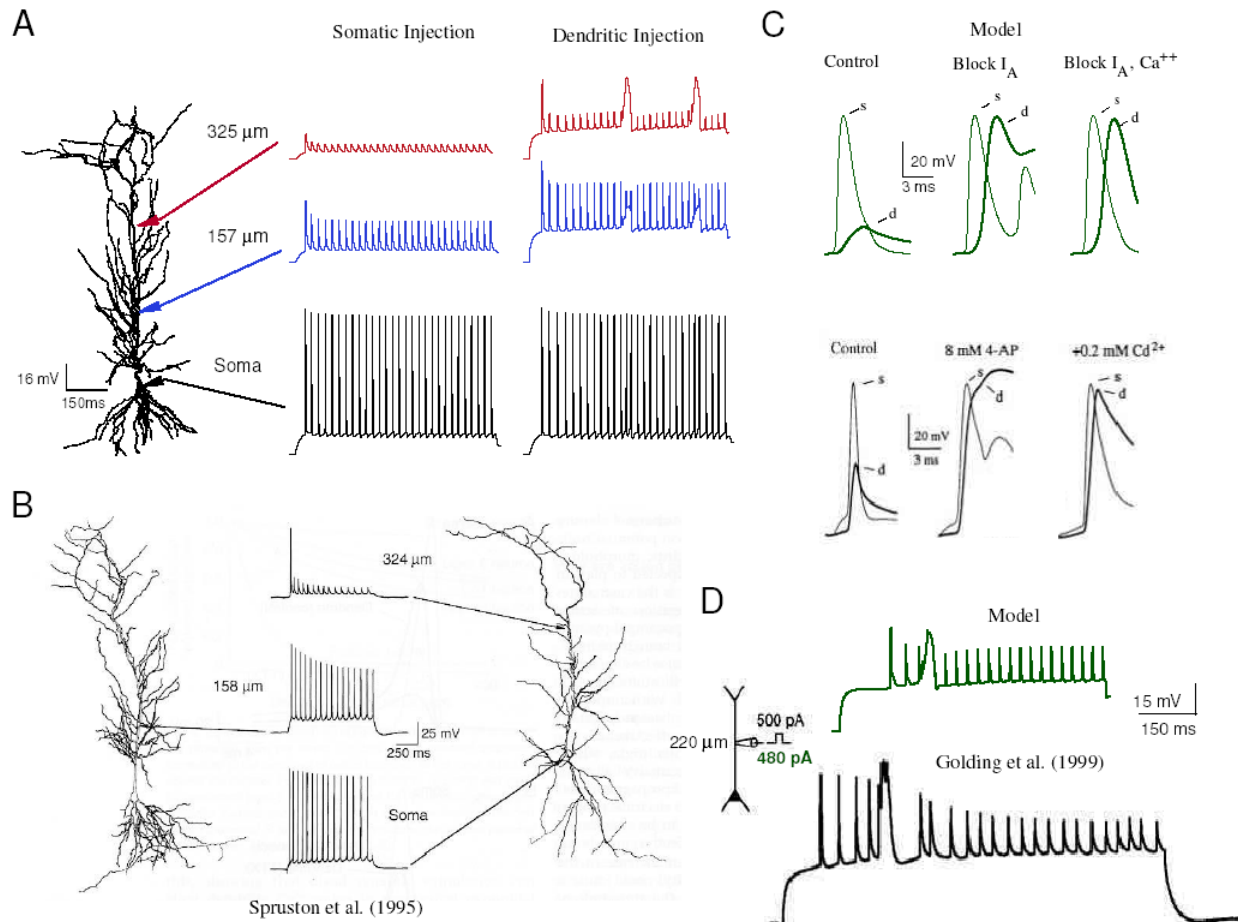 A
Somatic Injection
Dendritic Injection
325 µm
157 µm
Soma
16 mV
150ms
C
Model
Control
Block I_A
Block I_A, Ca⁺⁺
s
d
s
d
s
d
20 mV
3 ms
Control
8 mM 4-AP
+0.2 mM Cd²⁺
s
d
s
d
s
d
20 mV
3 ms
B
324 µm
158 µm
25 mV
250 ms
Soma
Spruston et al. (1995)
D
Model
15 mV
150 ms
500 pA
220 µm
480 pA
Golding et al. (1999)